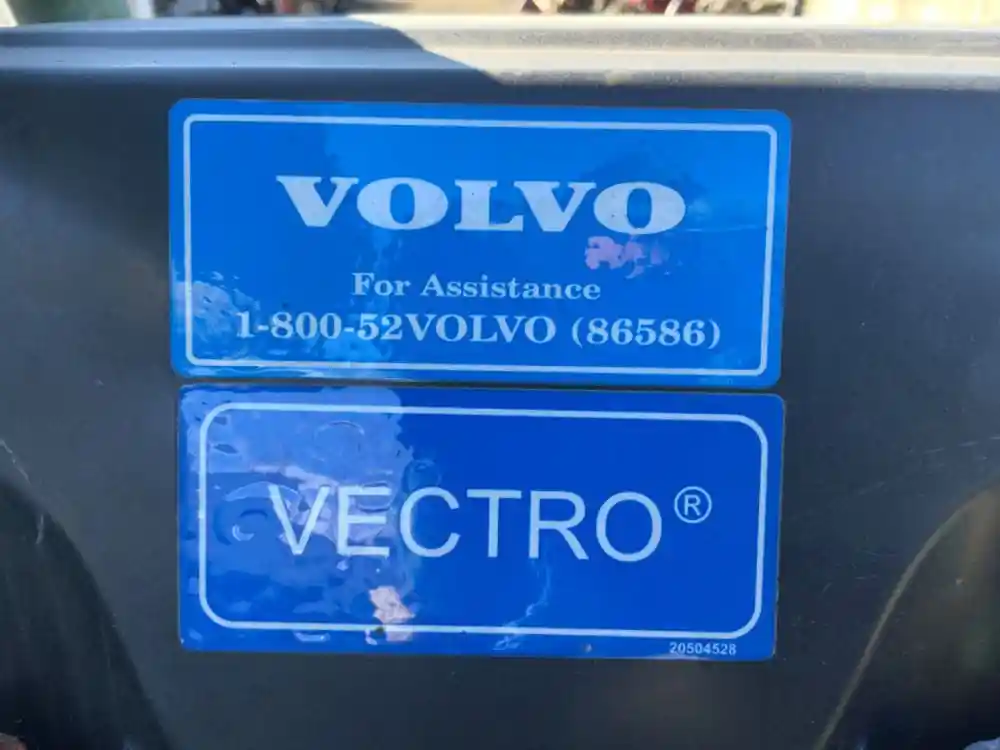 VOLVO
For Assistance
1-800-52VOLVO (86586)
VECTRO®
20504528